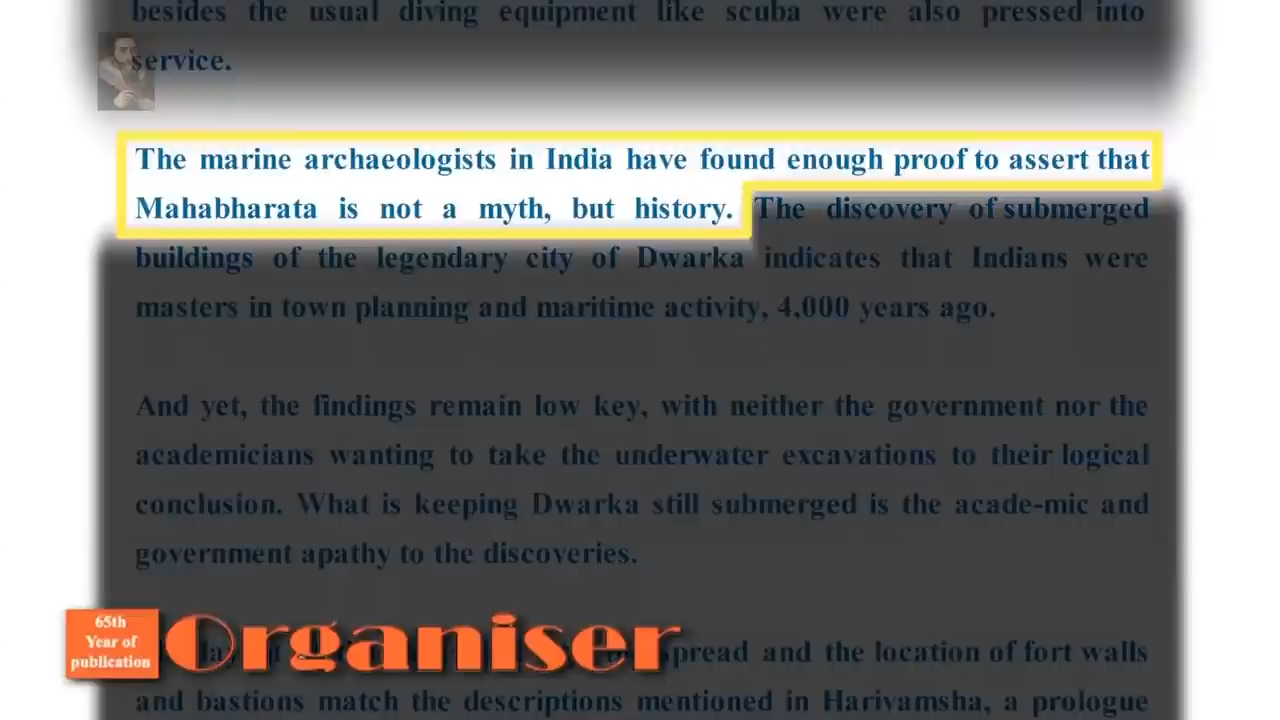 besides the usual diving equipment like scuba were also pressed into
service.
The marine archaeologists in India have found enough proof to assert that
Mahabharata is not a myth, but history. The discovery of submerged
buildings of the legendary city of Dwarka indicates that Indians were
masters in town planning and maritime activity, 4,000 years ago.
And yet, the findings remain low key, with neither the government nor the
academicians wanting to take the underwater excavations to their logical
conclusion. What is keeping Dwarka still submerged is the acade-mic and
government apathy to the discoveries.
spread and the location of fort walls
and bastions match the descriptions mentioned in Harivamsha, a prologue
65th
Year of
publication
Organiser